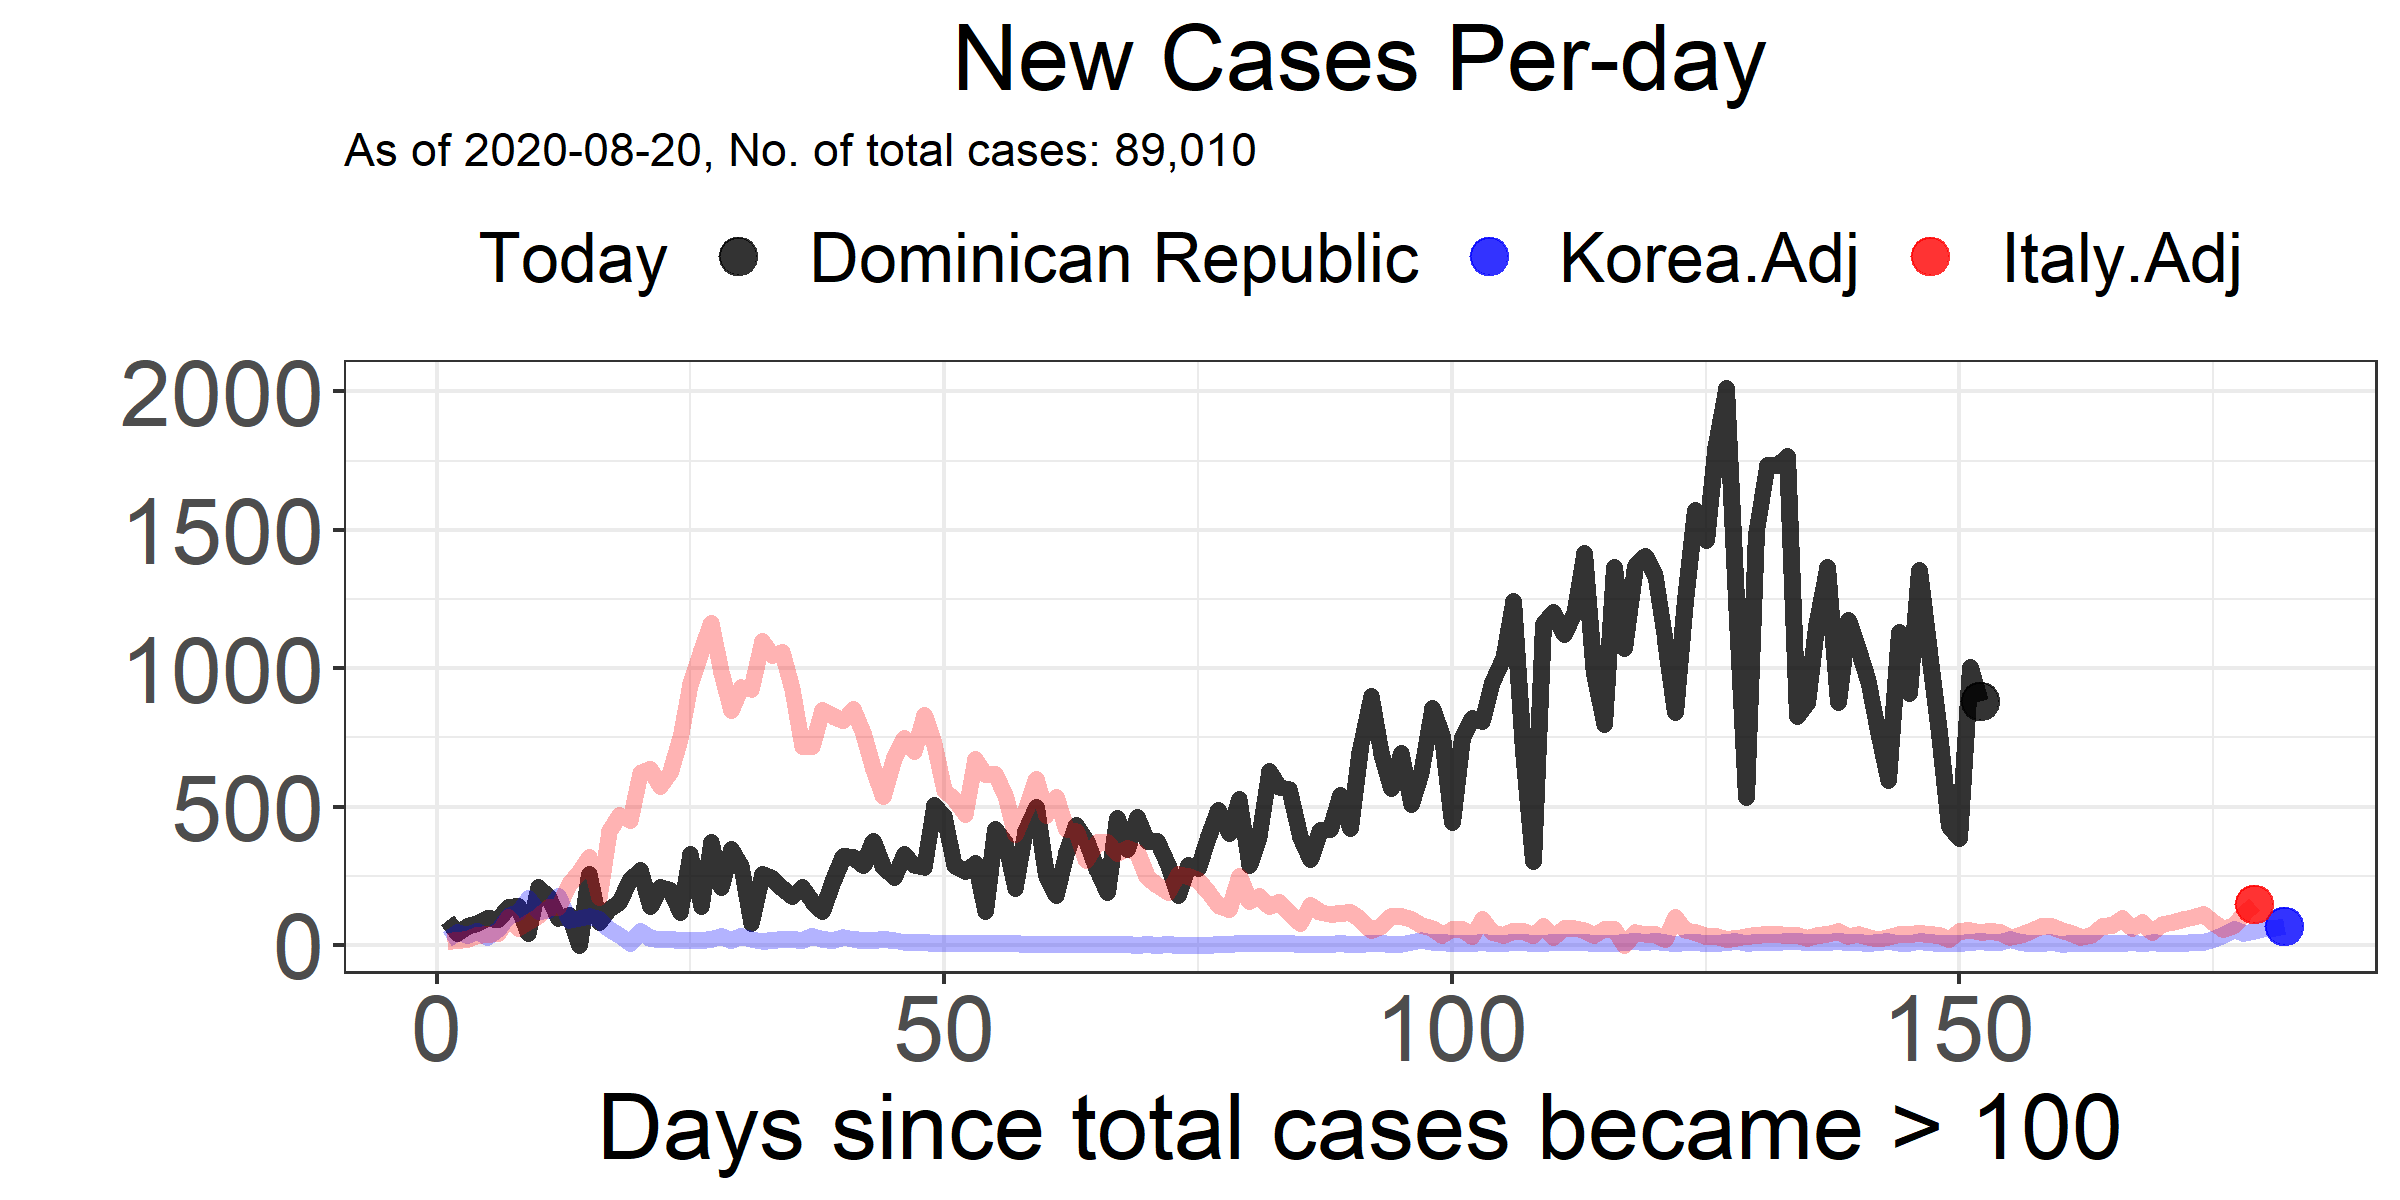 New Cases Per-day
As of 2020-08-20, No. of total cases: 89,010
Today Dominican Republic Korea.Adj Italy.Adj
2000
1500
1000
500
0
0 50 100 150
Days since total cases became > 100